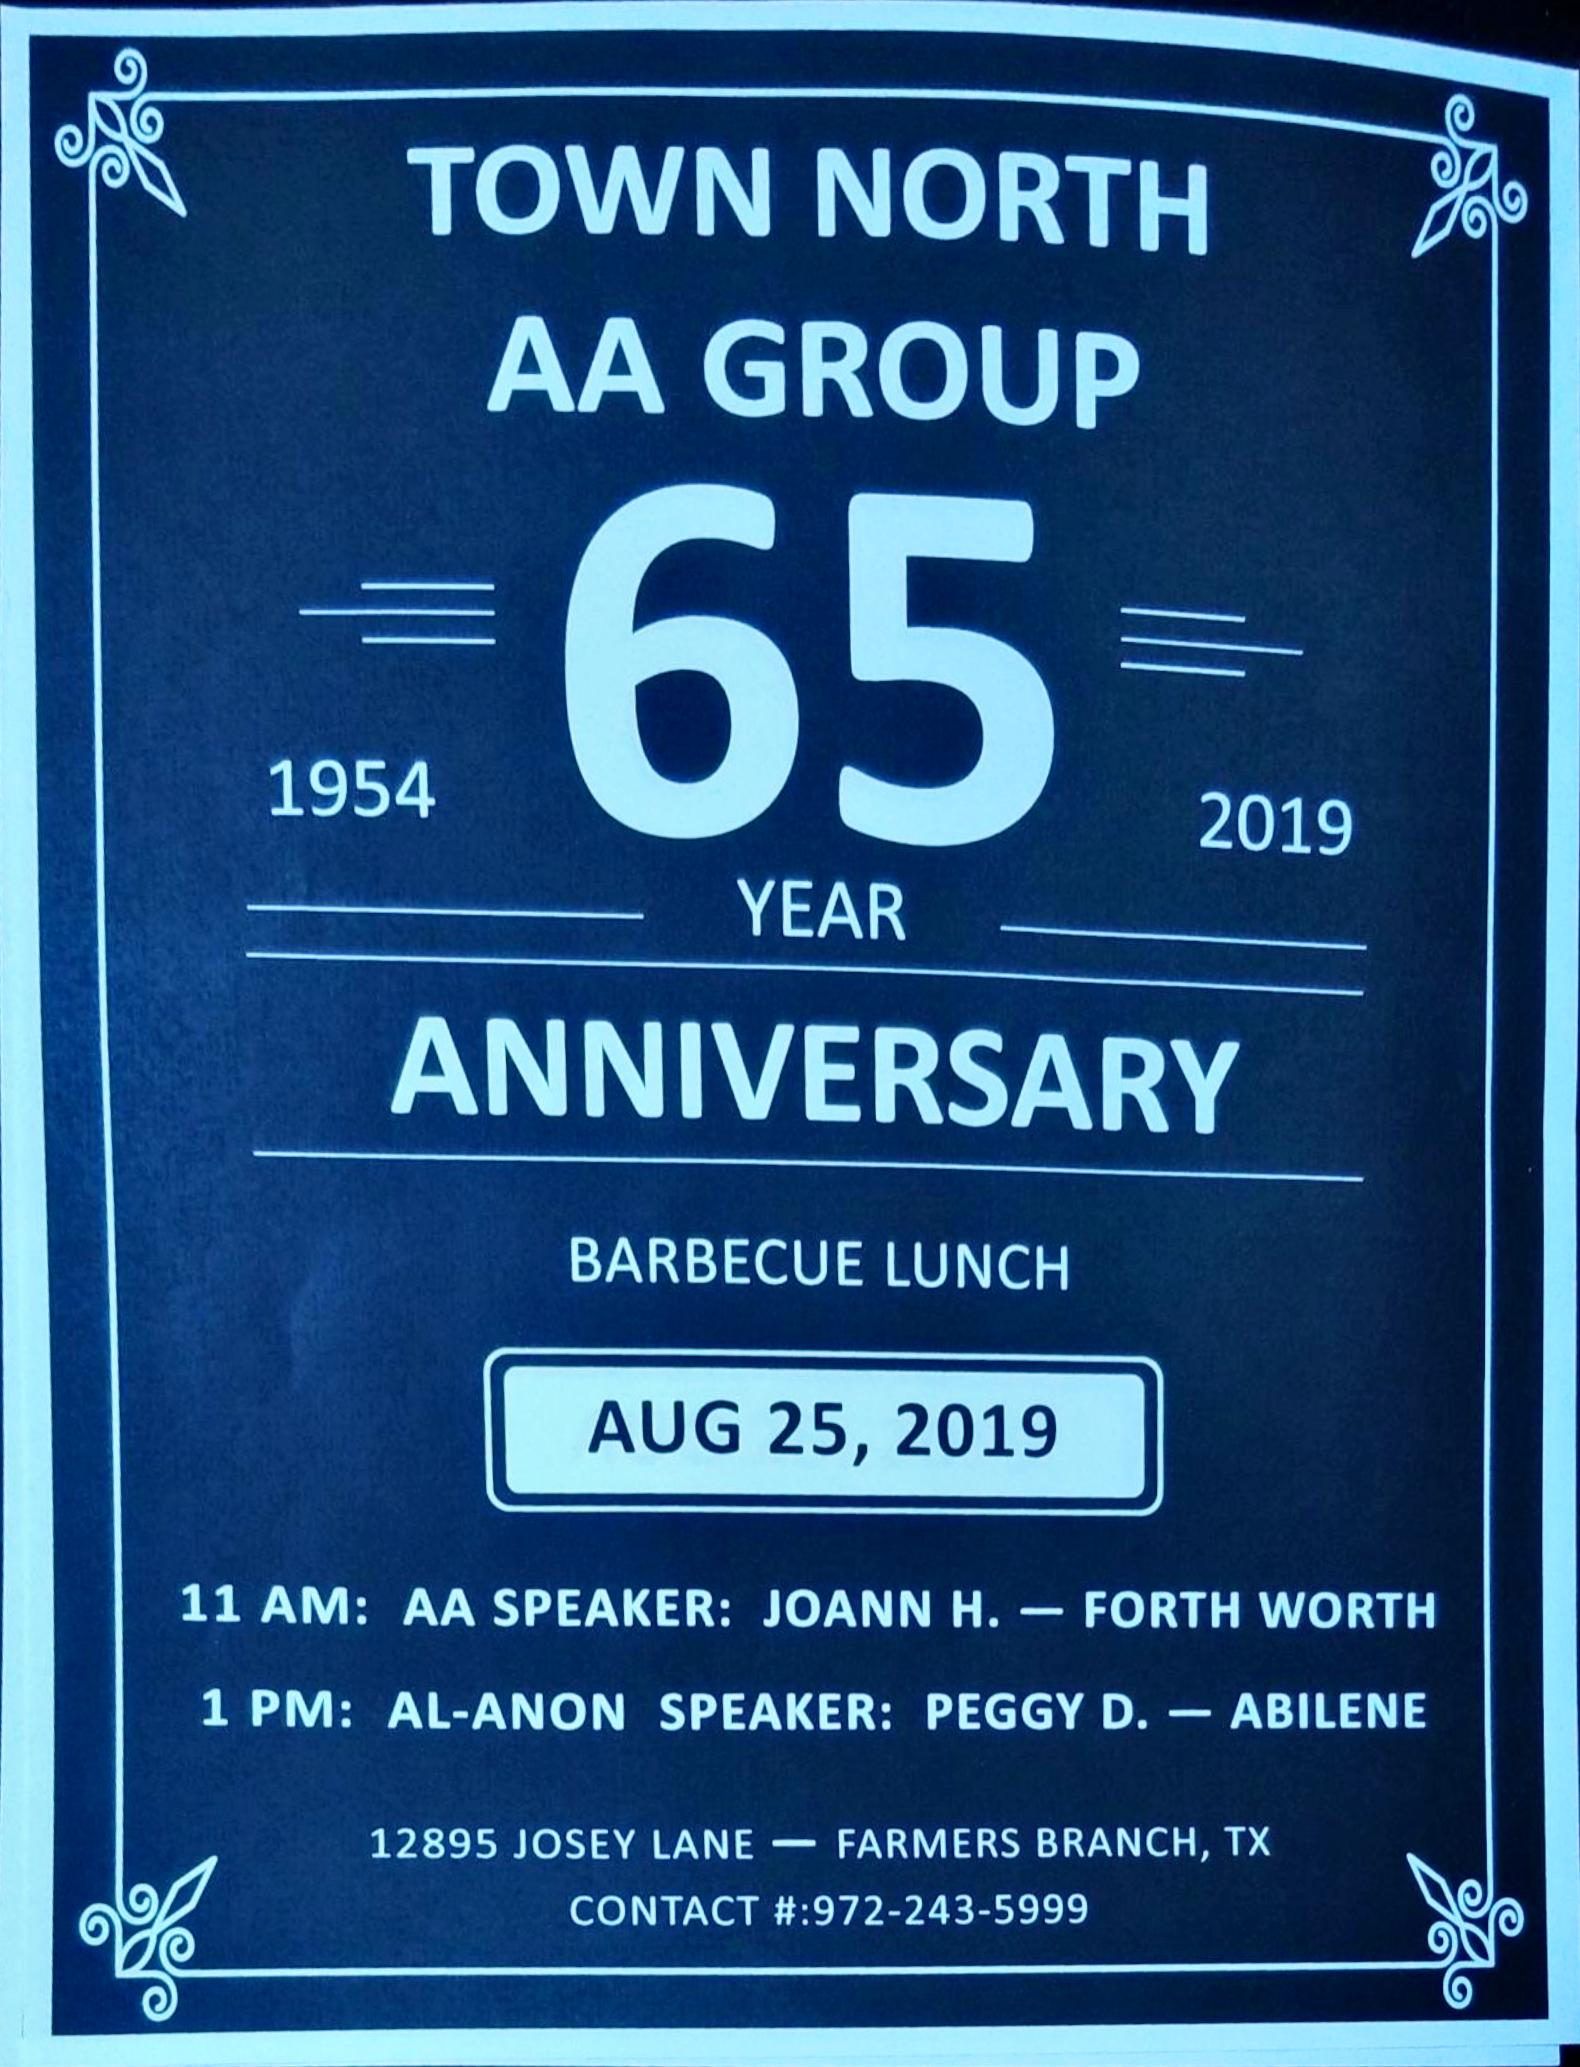 TOWN NORTH
AA GROUP
65
1954
2019
YEAR
ANNIVERSARY
BARBECUE LUNCH
AUG 25, 2019
11 AM: AA SPEAKER: JOANN H. — FORTH WORTH
1 PM: AL-ANON SPEAKER: PEGGY D. — ABILENE
12895 JOSEY LANE — FARMERS BRANCH, TX
CONTACT #:972-243-5999